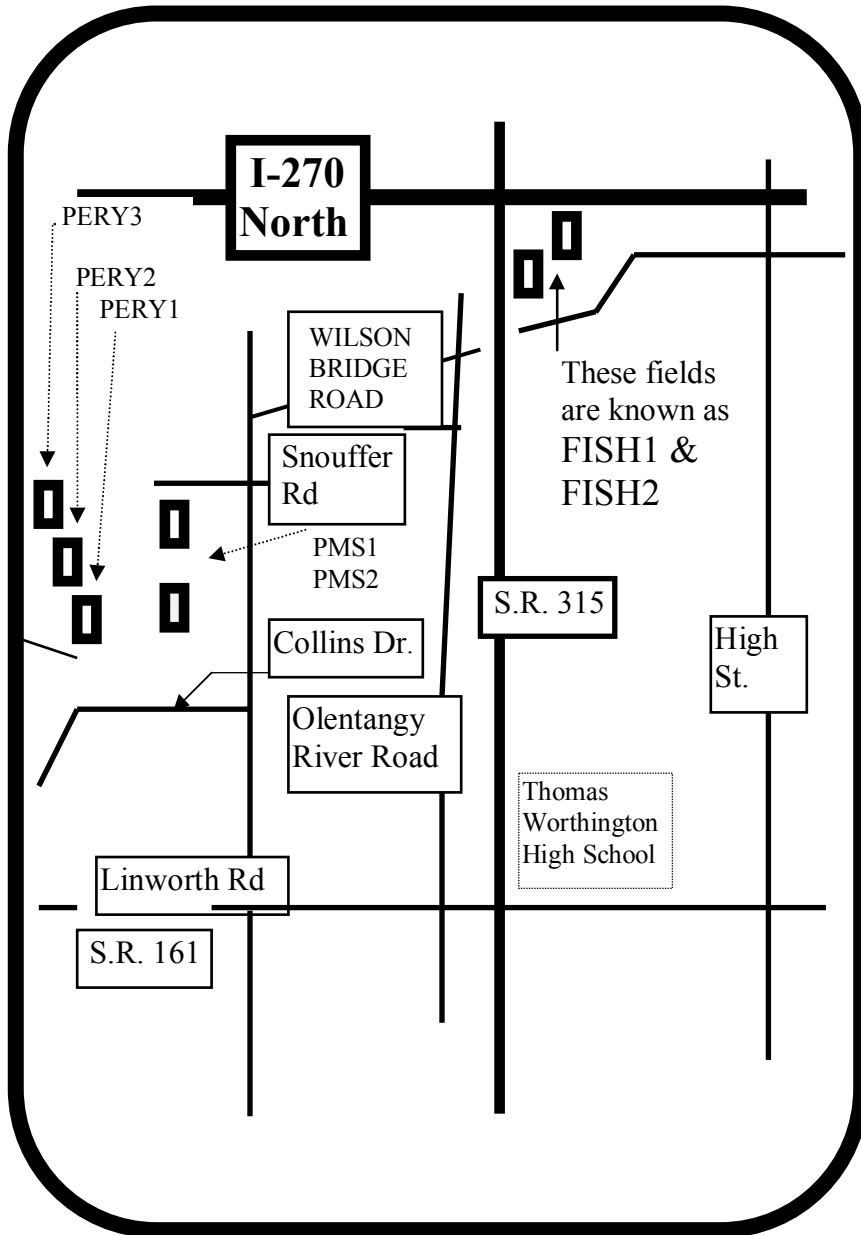 I-270
North
PERY3
PERY2
PERY1
WILSON
BRIDGE
ROAD
These fields
are known as
FISH1 &
FISH2
Snouffer
Rd
PMS1
PMS2
S.R. 315
High
St.
Collins Dr.
Olentangy
River Road
Thomas
Worthington
High School
Linworth Rd
S.R. 161